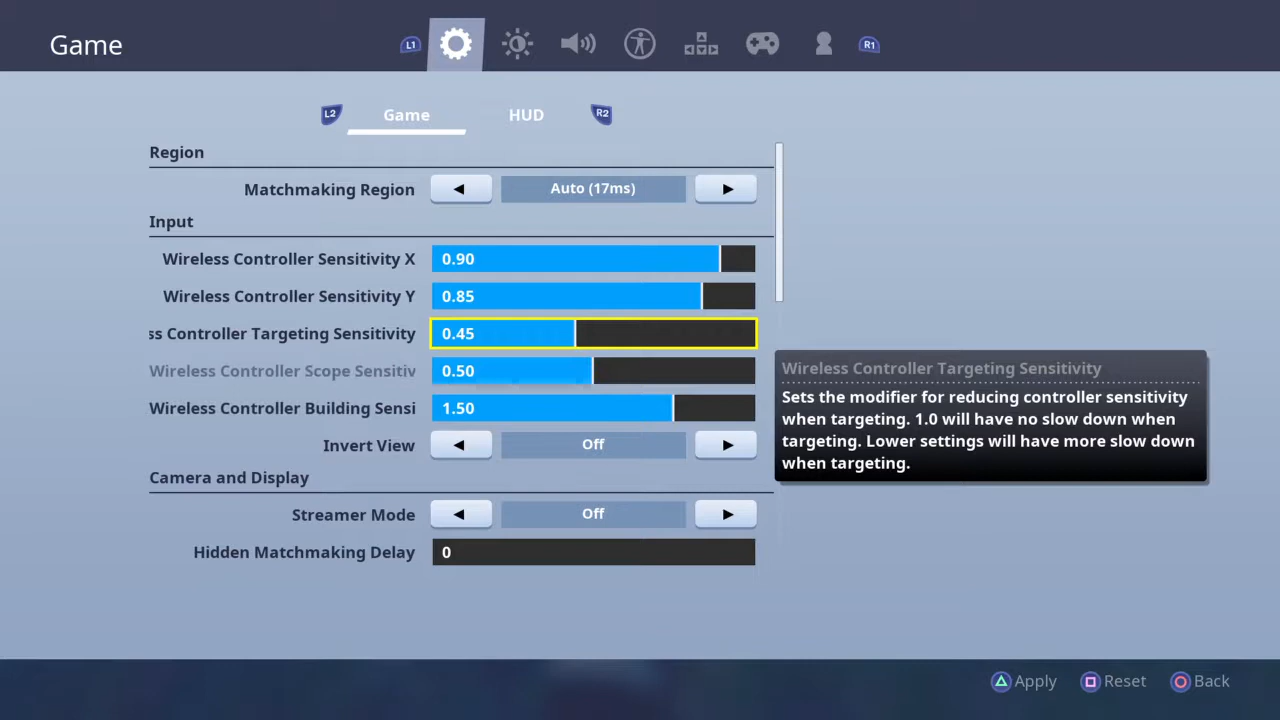 Game
L1
R1
L2
Game
HUD
R2
Region
Matchmaking Region
Auto (17ms)
Input
Wireless Controller Sensitivity X
0.90
Wireless Controller Sensitivity Y
0.85
ss Controller Targeting Sensitivity
0.45
Wireless Controller Scope Sensitiv
0.50
Wireless Controller Building Sensi
1.50
Invert View
Off
Wireless Controller Targeting Sensitivity
Sets the modifier for reducing controller sensitivity
when targeting. 1.0 will have no slow down when
targeting. Lower settings will have more slow down
when targeting.
Camera and Display
Streamer Mode
Off
Hidden Matchmaking Delay
0
Apply
Reset
Back